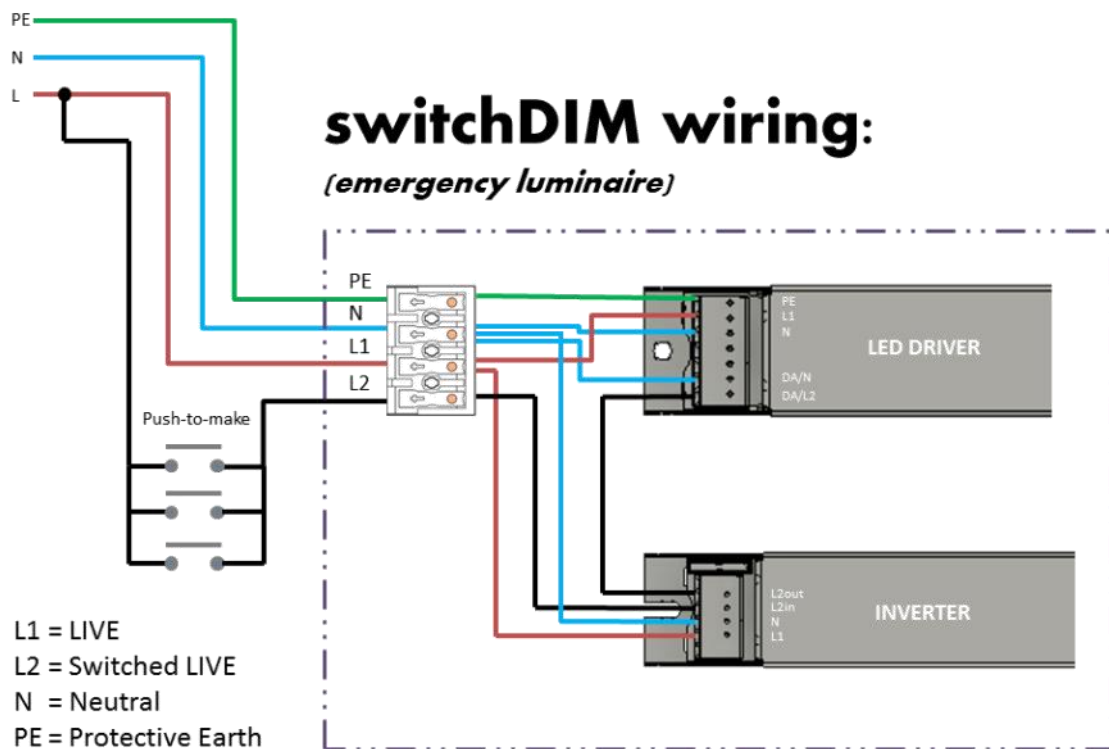 PE
N
L
switchDIM wiring:
(emergency luminaire)
PE
N
L1
L2
PE
L1
N
DA/N
DA/L2
LED DRIVER
Push-to-make
L2out
L2in
N
L1
INVERTER
L1 = LIVE
L2 = Switched LIVE
N = Neutral
PE = Protective Earth